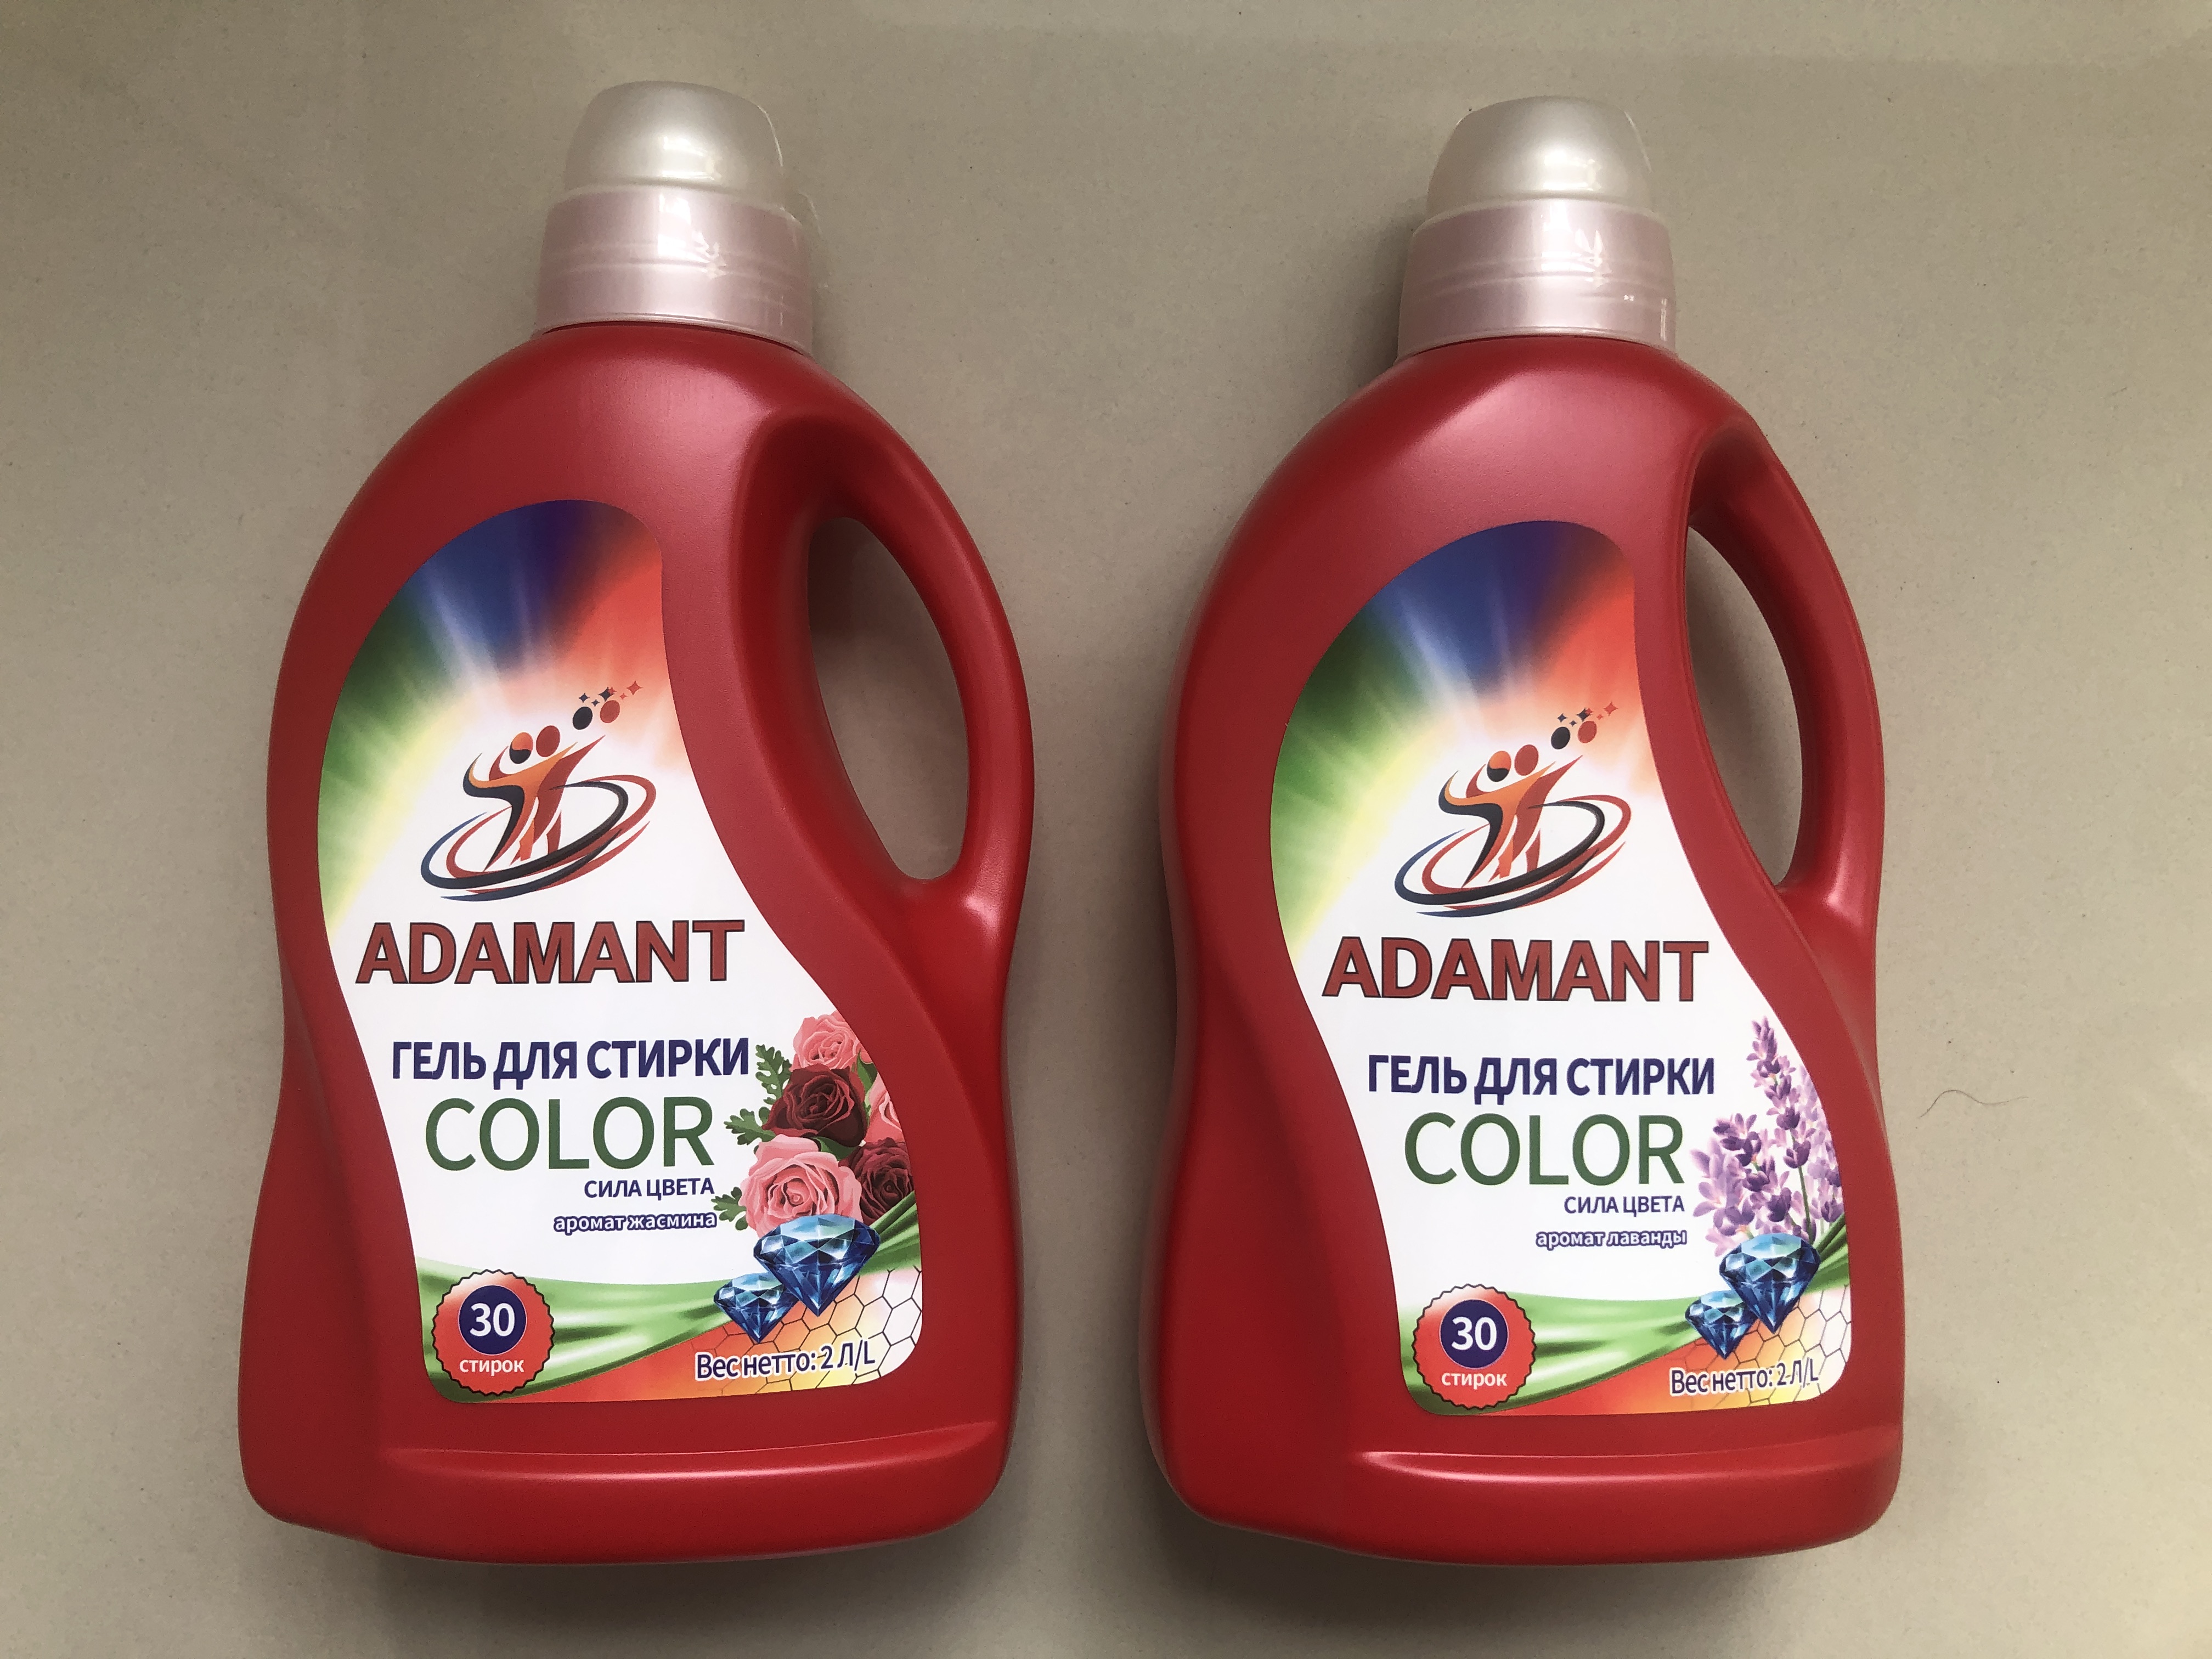 ADAMANT
ГЕЛЬ ДЛЯ СТИРКИ
COLOR
СИЛА ЦВЕТА
аромат жасмина
30
стирок
Вес нетто: 2 Л/L
ADAMANT
ГЕЛЬ ДЛЯ СТИРКИ
COLOR
СИЛА ЦВЕТА
аромат лаванды
30
стирок
Вес нетто: 2 Л/L